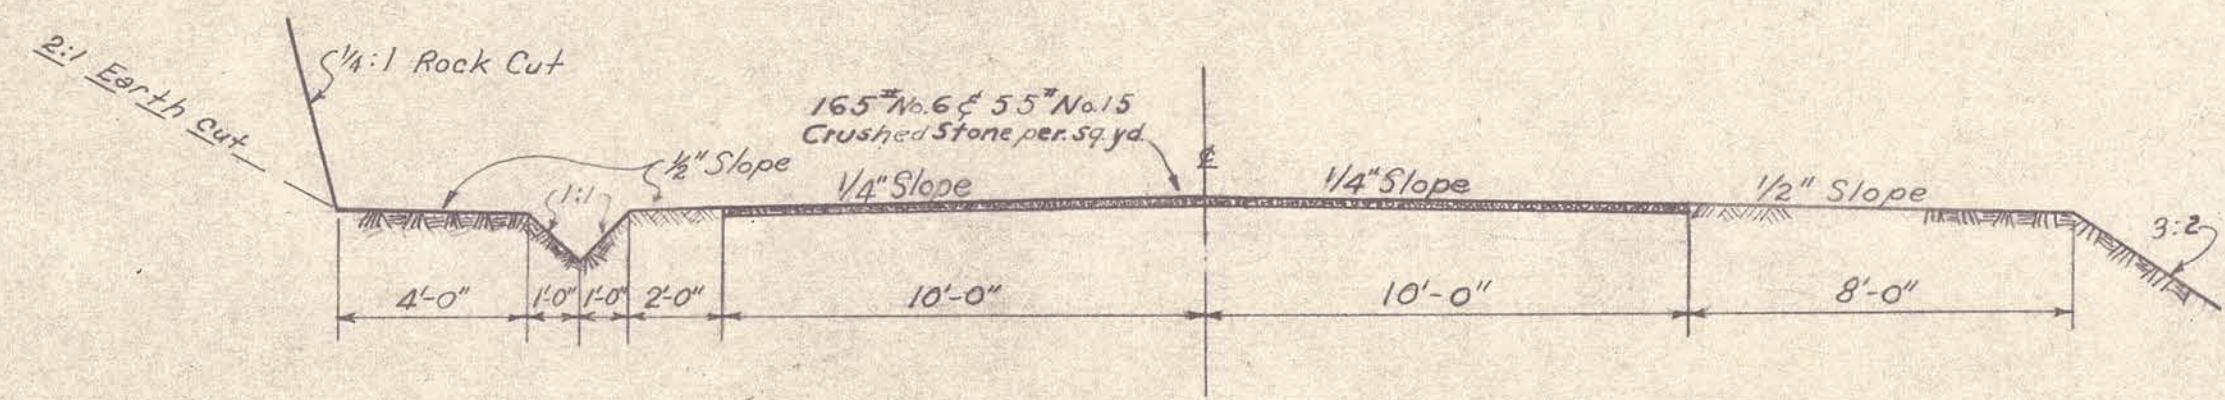 2:1 Earth Cut
1/4:1 Rock Cut
165# No. 6 & 55# No. 15
Crushed Stone per. sq. yd.
℄
1/2" Slope
1:1
1/4" Slope
1/4" Slope
1/2" Slope
3:2
4'-0"
1'-0"
1'-0"
2'-0"
10'-0"
10'-0"
8'-0"